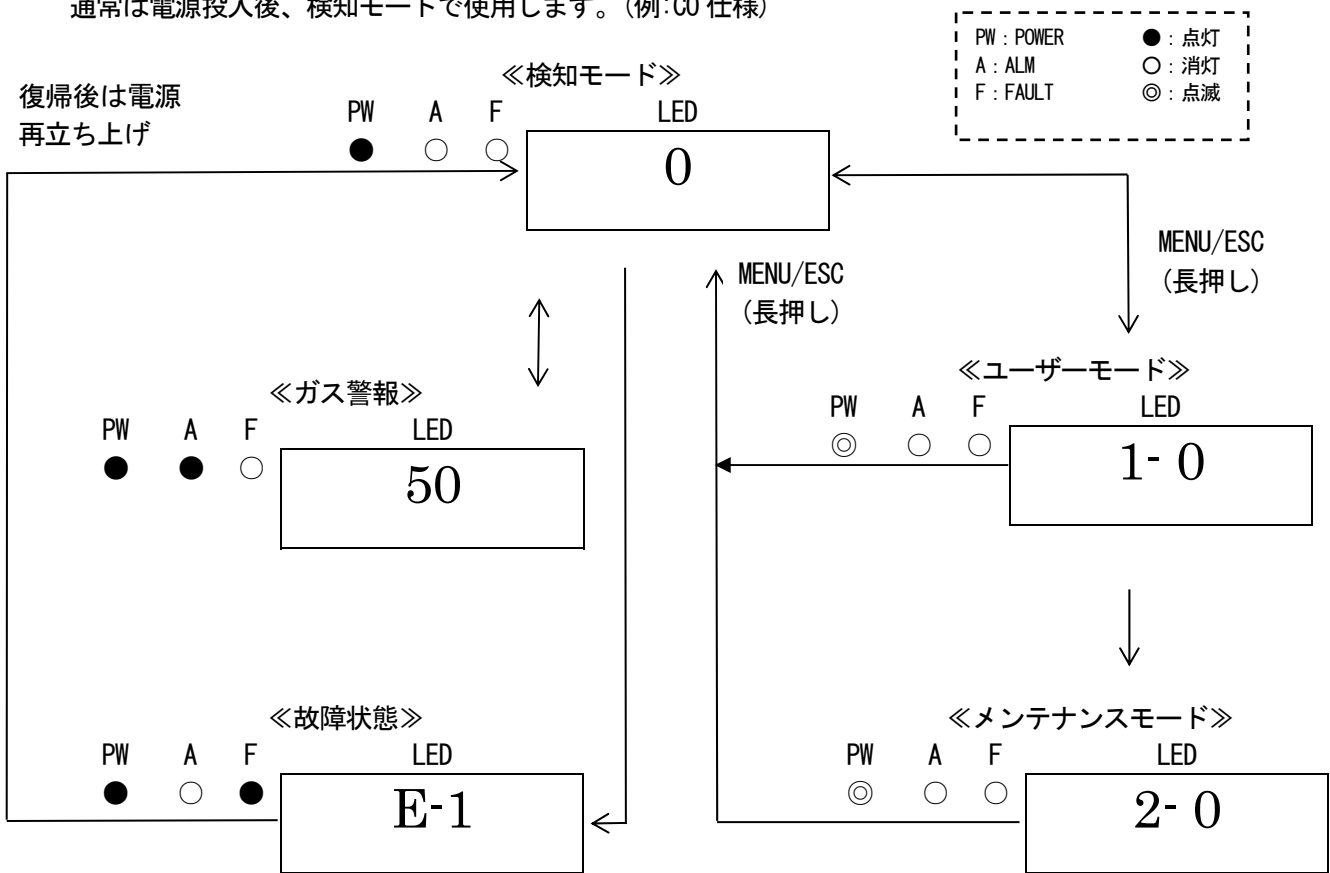 通常は電源投入後、検知モードで使用します。(例:CO 仕様)
PW:POWER ●:点灯
A:ALM ○:消灯
F:FAULT ◎:点滅
復帰後は電源
再立ち上げ
≪検知モード≫
PW A F LED
● ○ ○ 0
MENU/ESC
(長押し)
MENU/ESC
(長押し)
≪ガス警報≫
PW A F LED
● ● ○ 50
≪ユーザーモード≫
PW A F LED
◎ ○ ○ 1- 0
≪故障状態≫
PW A F LED
● ○ ● E-1
≪メンテナンスモード≫
PW A F LED
◎ ○ ○ 2- 0